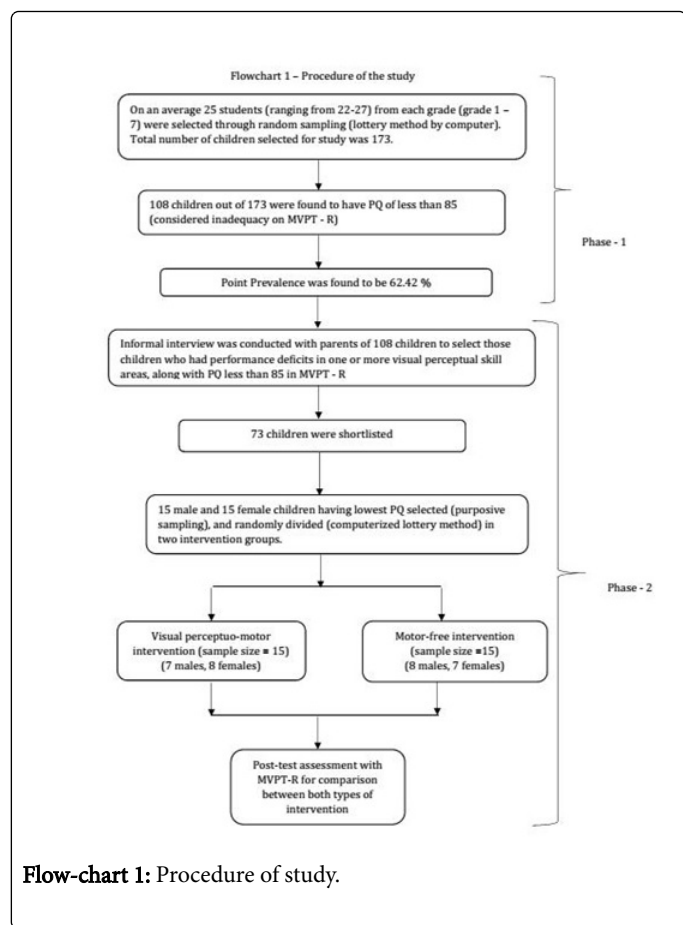 Flowchart 1 – Procedure of the study
On an average 25 students (ranging from 22-27) from each grade (grade 1 –
7) were selected through random sampling (lottery method by computer).
Total number of children selected for study was 173.
108 children out of 173 were found to have PQ of less than 85
(considered inadequacy on MVPT - R)
Phase - 1
Point Prevalence was found to be 62.42 %
Informal interview was conducted with parents of 108 children to select those
children who had performance deficits in one or more visual perceptual skill
areas, along with PQ less than 85 in MVPT - R
73 children were shortlisted
15 male and 15 female children having lowest PQ selected (purposive
sampling), and randomly divided (computerized lottery method) in
two intervention groups.
Phase - 2
Visual perceptuo-motor
intervention (sample size = 15)
(7 males, 8 females)
Motor-free intervention
(sample size =15)
(8 males, 7 females)
Post-test assessment with
MVPT-R for comparison
between both types of
intervention
Flow-chart 1: Procedure of study.